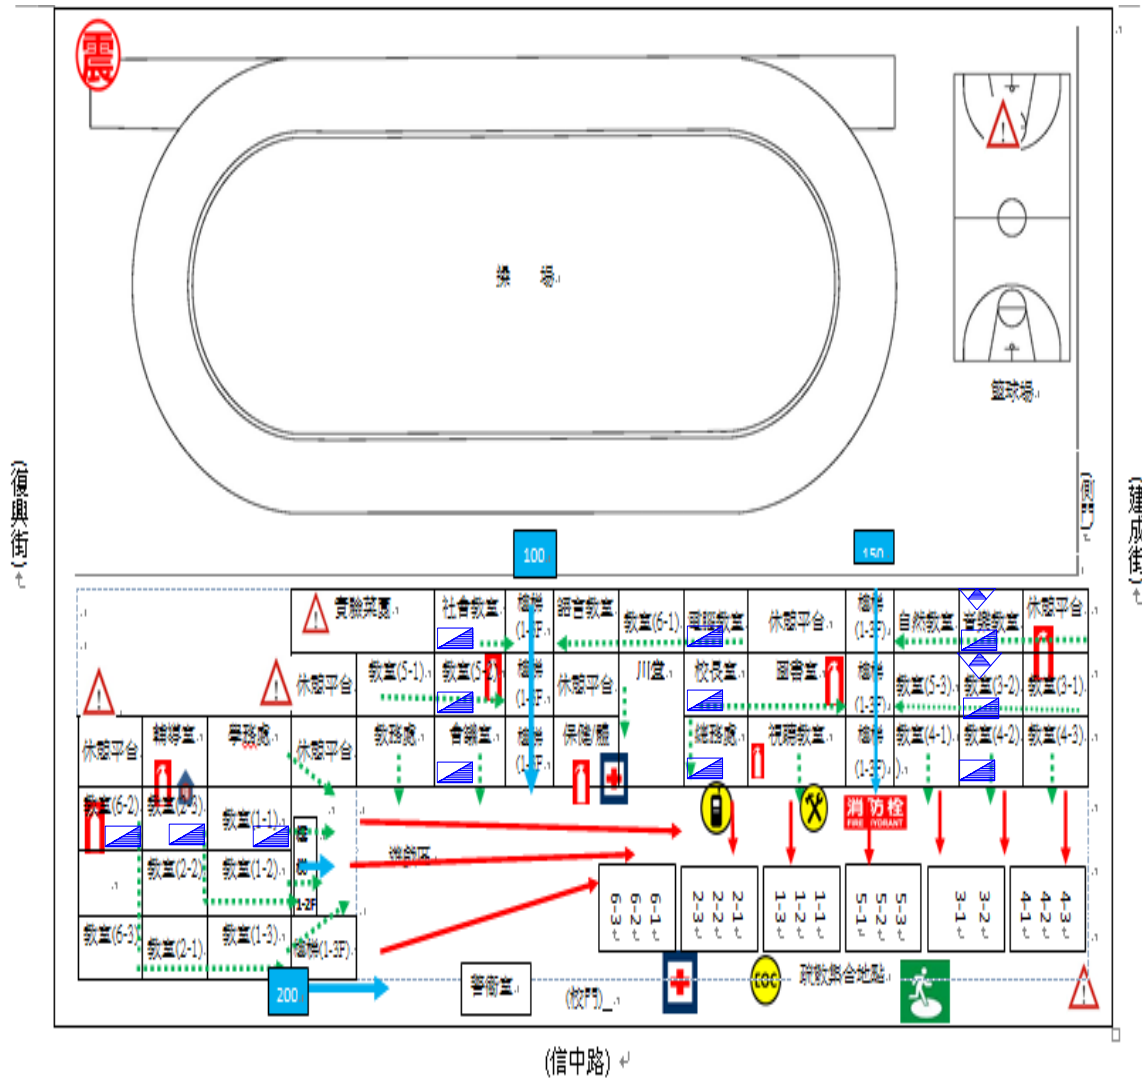 震
操 場
籃球場
(復興街)
(側門)
(建成街)
100
150
實驗菜園
社會教室
樓梯(1-3F)
語言教室
教室(6-1)
電腦教室
休憩平台
樓梯(1-3F)
自然教室
音樂教室
休憩平台
休憩平台
教室(5-1)
教室(5-2)
樓梯(1-3F)
休憩平台
川堂
校長室
圖書室
樓梯(1-3F)
教室(5-3)
教室(3-2)
教室(3-1)
休憩平台
輔導室
學務處
休憩平台
教務處
會議室
樓梯(1-3F)
保健/體
總務處
視聽教室
樓梯(1-3F)
教室(4-1)
教室(4-2)
教室(4-3)
教室(6-2)
教室(2-3)
教室(1-1)
遊戲區
消防栓
FIRE HYDRANT
教室(2-2)
教室(1-2)
1-2F
教室(6-3)
教室(2-1)
教室(1-3)
樓梯(1-3F)
6-1
6-2
6-3
2-1
2-2
2-3
1-1
1-2
1-3
5-3
5-2
5-1
3-2
3-1
4-3
4-2
4-1
200
警衛室
(校門)
EOC
疏散集合地點
(信中路)